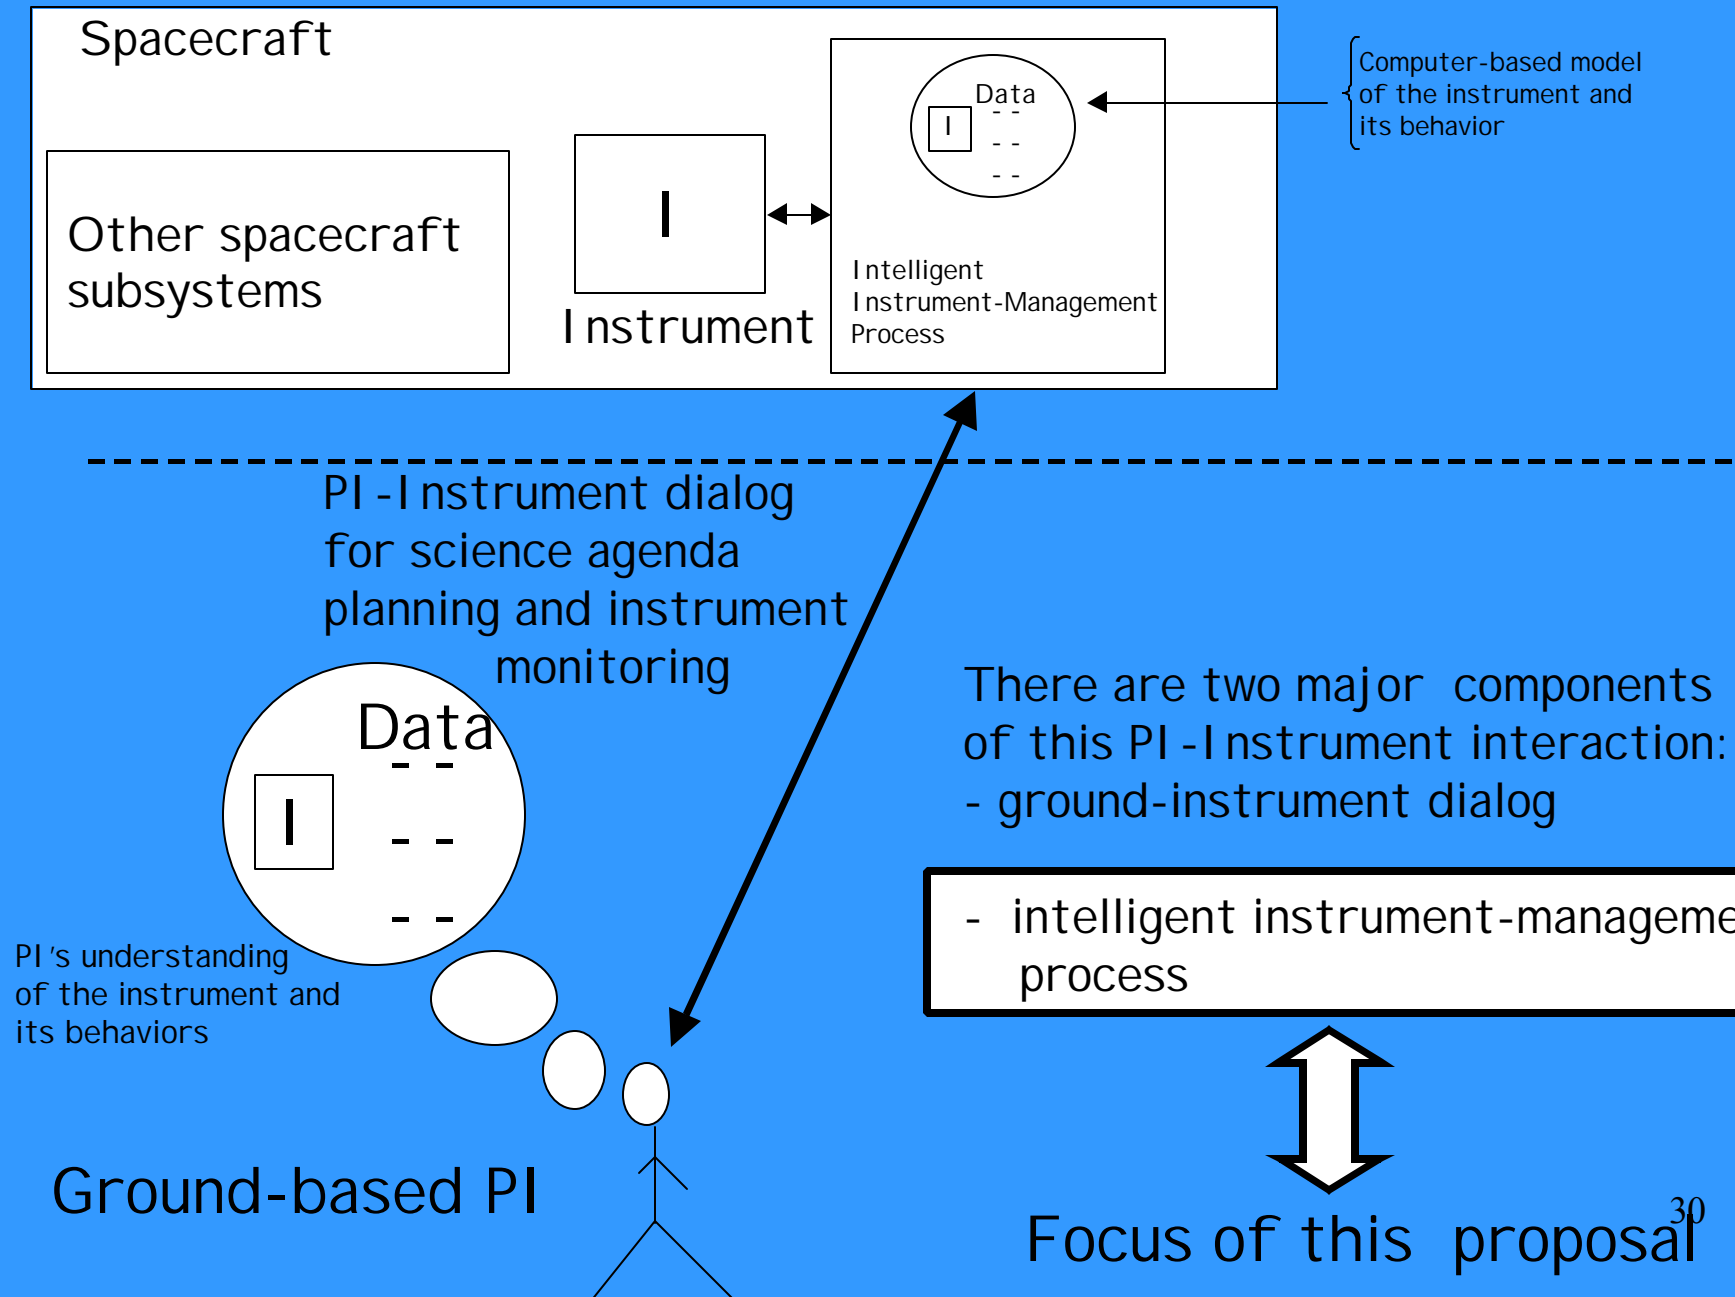 Spacecraft
Other spacecraft
subsystems
I
Instrument
Data
I
- -
- -
- -
Intelligent
Instrument-Management
Process
Computer-based model
of the instrument and
its behavior
PI-Instrument dialog
for science agenda
planning and instrument
monitoring
Data
- -
I
- -
- -
PI's understanding
of the instrument and
its behaviors
Ground-based PI
There are two major components
of this PI-Instrument interaction:
- ground-instrument dialog
- intelligent instrument-manageme
process
Focus of this proposal
30